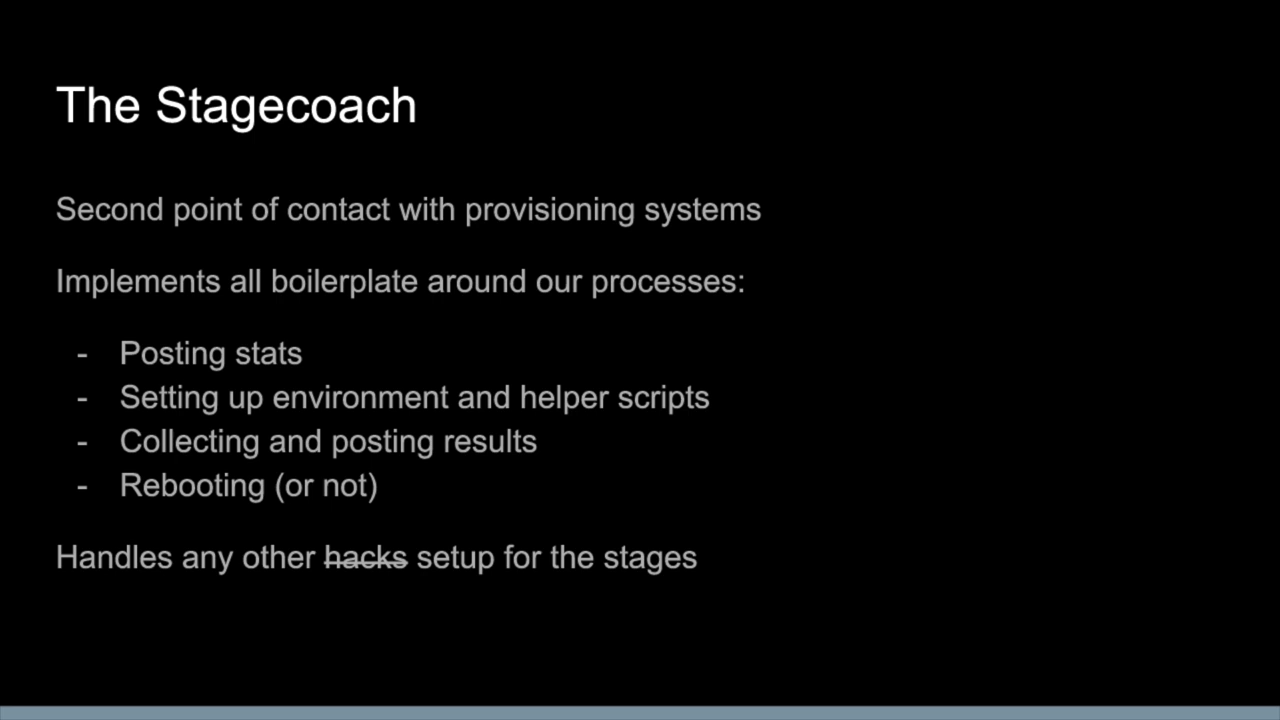 The Stagecoach
Second point of contact with provisioning systems
Implements all boilerplate around our processes:
- Posting stats
- Setting up environment and helper scripts
- Collecting and posting results
- Rebooting (or not)
Handles any other hacks setup for the stages